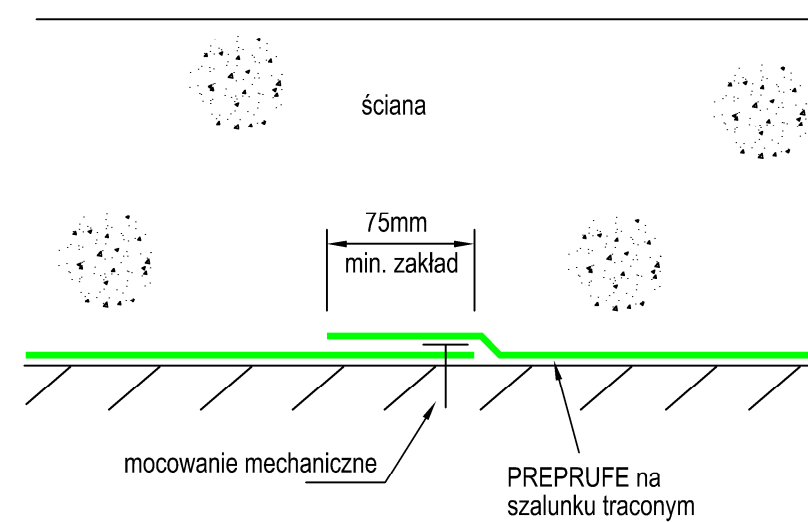 ściana
75mm
min. zakład
mocowanie mechaniczne
PREPRUFE na
szalunku traconym